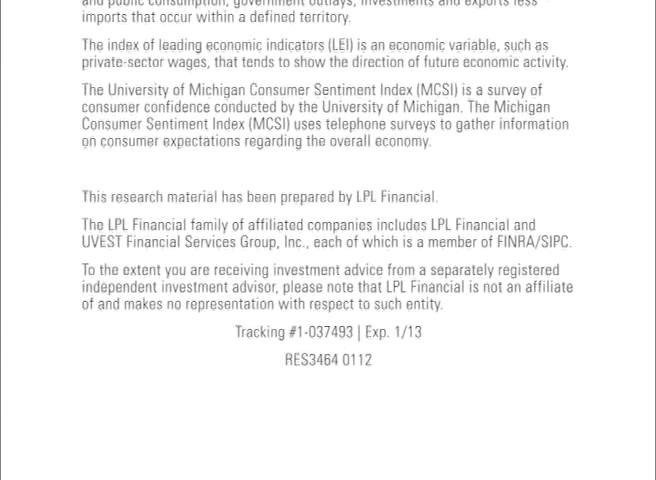 and public consumption, government outlays, investments and exports less
imports that occur within a defined territory.
The index of leading economic indicators (LEI) is an economic variable, such as
private-sector wages, that tends to show the direction of future economic activity.
The University of Michigan Consumer Sentiment Index (MCSI) is a survey of
consumer confidence conducted by the University of Michigan. The Michigan
Consumer Sentiment Index (MCSI) uses telephone surveys to gather information
on consumer expectations regarding the overall economy.
This research material has been prepared by LPL Financial.
The LPL Financial family of affiliated companies includes LPL Financial and
UVEST Financial Services Group, Inc., each of which is a member of FINRA/SIPC.
To the extent you are receiving investment advice from a separately registered
independent investment advisor, please note that LPL Financial is not an affiliate
of and makes no representation with respect to such entity.
Tracking #1-037493 | Exp. 1/13
RES3464 0112